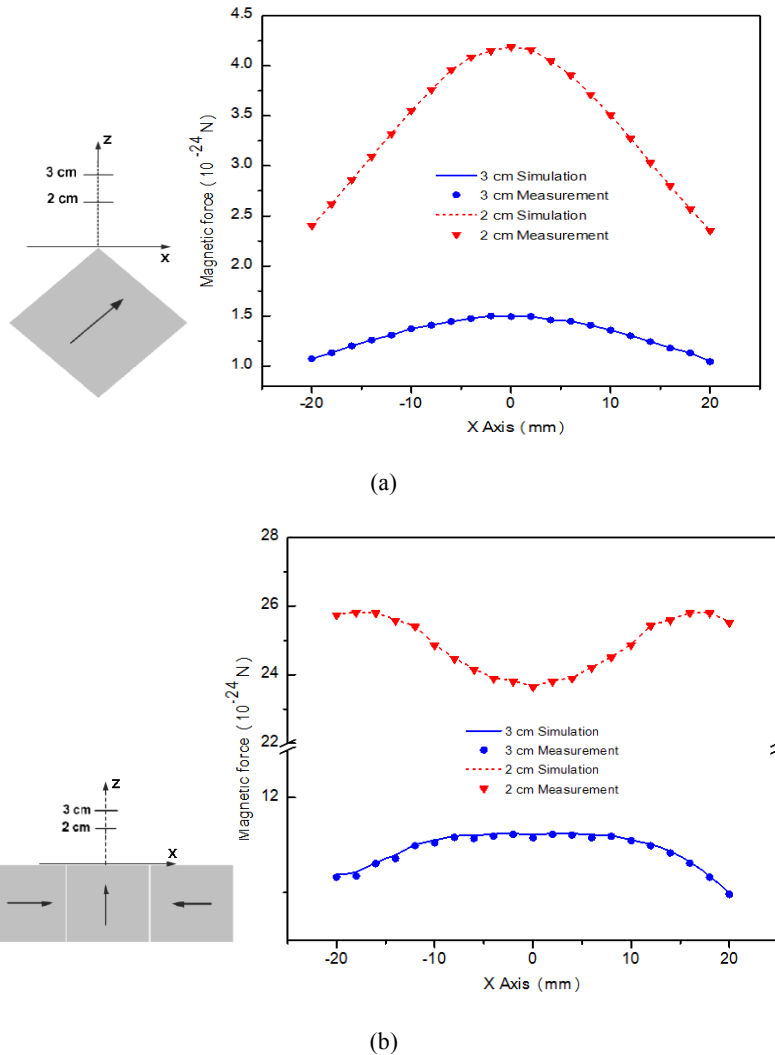 4.5
4.0
3.5
3.0
2.5
2.0
1.5
1.0
Magnetic force (10⁻²⁴ N)
z
3 cm
2 cm
x
3 cm Simulation
3 cm Measurement
2 cm Simulation
2 cm Measurement
-20 -10 0 10 20
X Axis (mm)
(a)
28
26
24
22
12
Magnetic force (10⁻²⁴ N)
3 cm Simulation
3 cm Measurement
2 cm Simulation
2 cm Measurement
z
3 cm
2 cm
x
-20 -10 0 10 20
X Axis (mm)
(b)